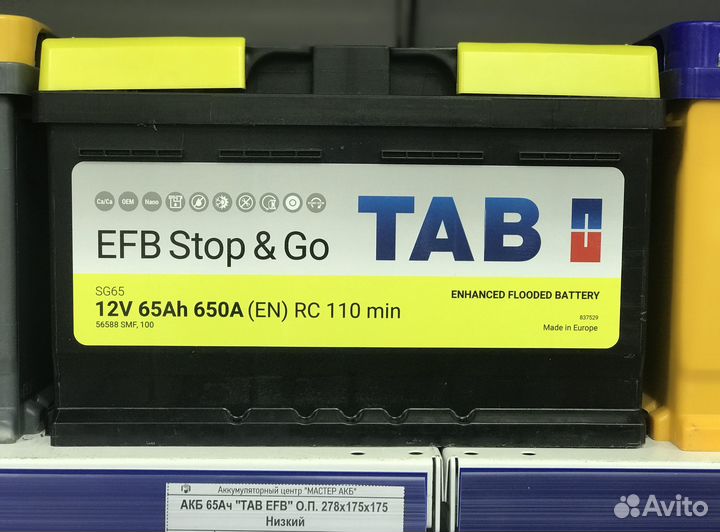 Ca/Ca OEM Nano
TAB
EFB Stop & Go
SG65
12V 65Ah 650A (EN) RC 110 min
56588 SMF, 100
ENHANCED FLOODED BATTERY
837529
Made in Europe
Аккумуляторный центр "МАСТЕР АКБ"
АКБ 65Ач "TAB EFB" О.П. 278x175x175
Низкий
Avito